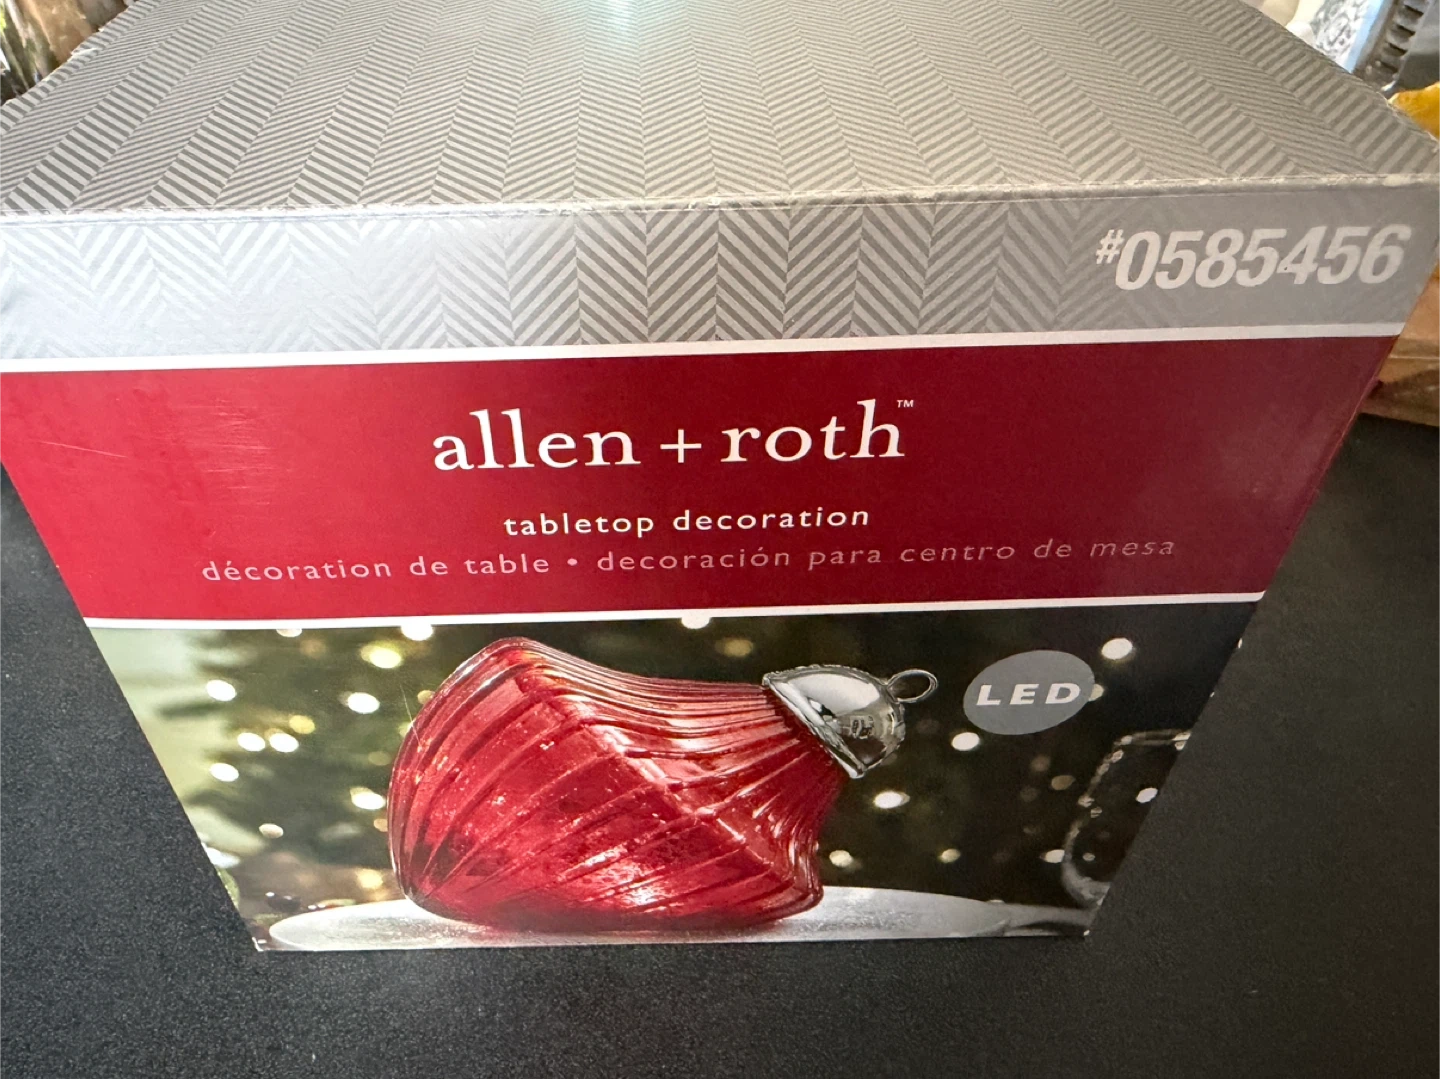 #0585456
allen + roth™
tabletop decoration
décoration de table • decoración para centro de mesa
LED